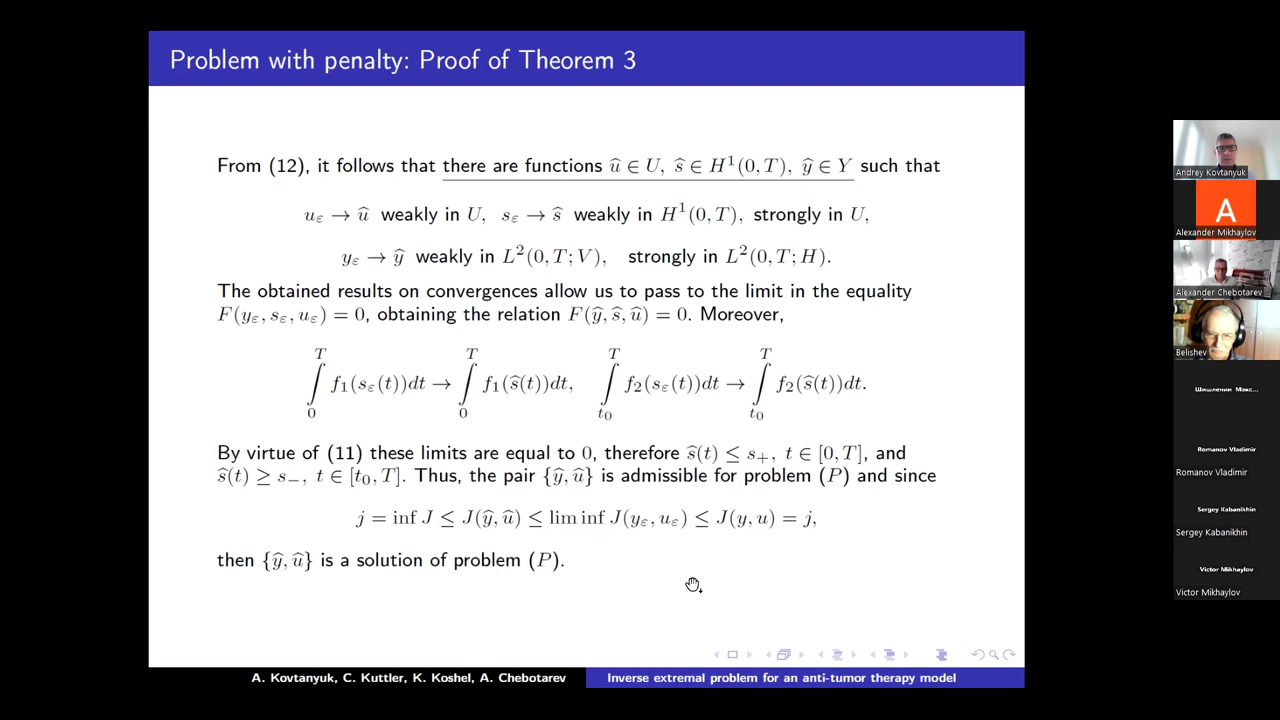 Problem with penalty: Proof of Theorem 3
From (12), it follows that there are functions û ∈ U, ŝ ∈ H¹(0, T), ŷ ∈ Y such that
u_ε → û weakly in U, s_ε → ŝ weakly in H¹(0, T), strongly in U,
y_ε → ŷ weakly in L²(0, T; V), strongly in L²(0, T; H).
The obtained results on convergences allow us to pass to the limit in the equality
F(y_ε, s_ε, u_ε) = 0, obtaining the relation F(ŷ, ŝ, û) = 0. Moreover,
∫₀ᵀ f₁(s_ε(t))dt → ∫₀ᵀ f₁(ŝ(t))dt, ∫_{t₀}^T f₂(s_ε(t))dt → ∫_{t₀}^T f₂(ŝ(t))dt.
By virtue of (11) these limits are equal to 0, therefore ŝ(t) ≤ s₊, t ∈ [0, T], and
ŝ(t) ≥ s₋, t ∈ [t₀, T]. Thus, the pair {ŷ, û} is admissible for problem (P) and since
j = inf J ≤ J(ŷ, û) ≤ lim inf J(y_ε, u_ε) ≤ J(y, u) = j,
then {ŷ, û} is a solution of problem (P).
A. Kovtanyuk, C. Kuttler, K. Koshel, A. Chebotarev
Inverse extremal problem for an anti-tumor therapy model
Andrey Kovtanyuk
A
Alexander Mikhaylov
Alexander Chebotarev
Belishev
Шишленин Макс...
Romanov Vladimir
Romanov Vladimir
Sergey Kabanikhin
Sergey Kabanikhin
Victor Mikhaylov
Victor Mikhaylov